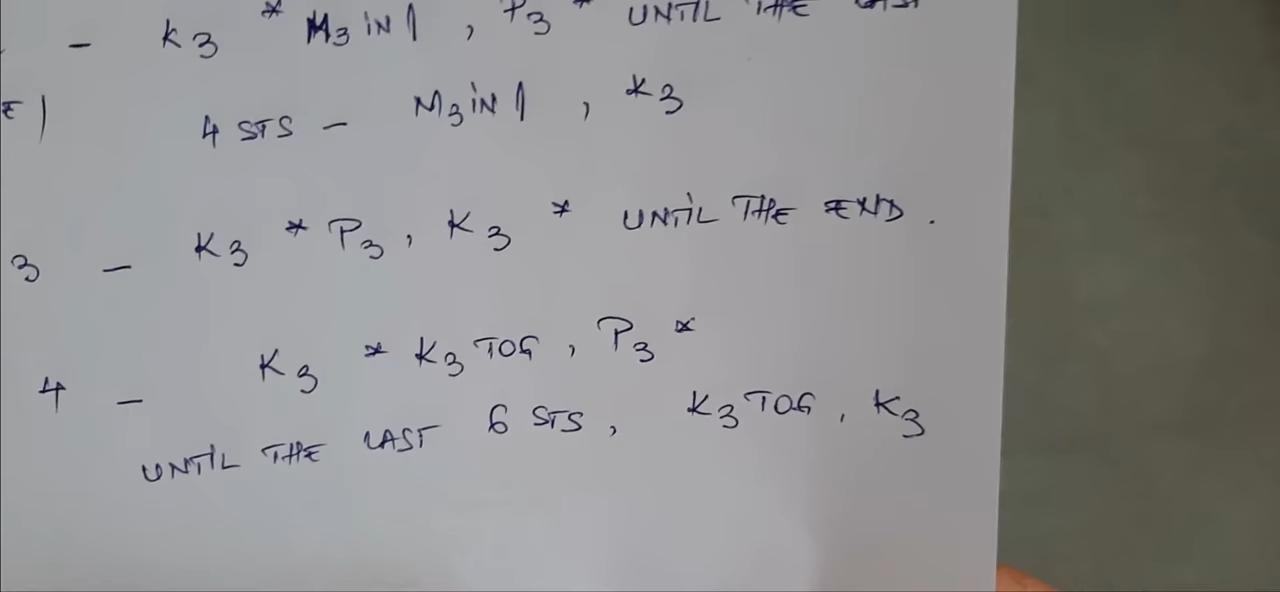 - K3 * M3 iN 1 , P3 * UNTIL THE LAST
E) 4 STS - M3 iN 1 , K3
3 - K3 * P3 , K3 * UNTiL THE END .
4 - K3 * K3 TOG , P3 *
UNTiL THE LAST 6 STS , K3 TOG , K3